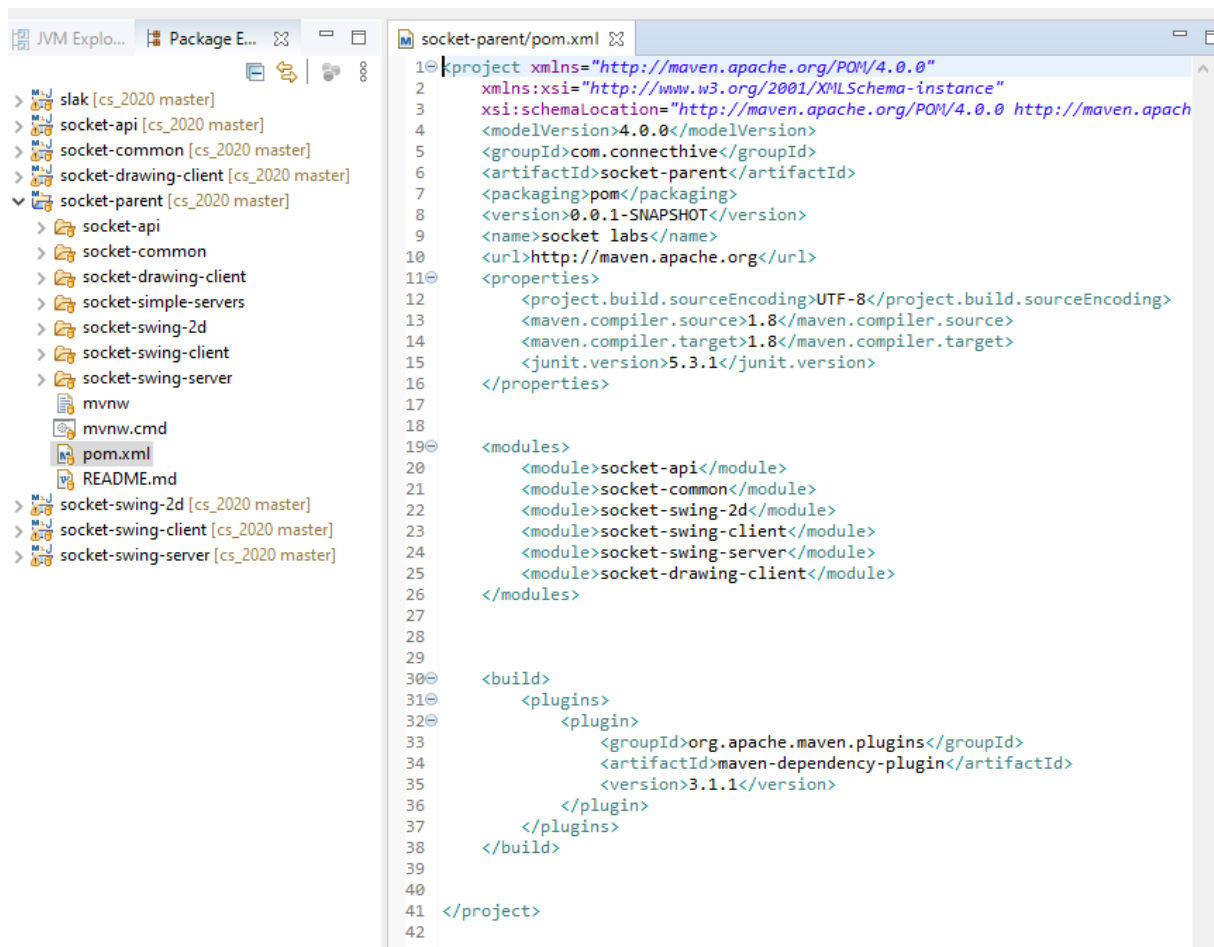 JVM Explo...
Package E...
slak [cs_2020 master]
socket-api [cs_2020 master]
socket-common [cs_2020 master]
socket-drawing-client [cs_2020 master]
socket-parent [cs_2020 master]
socket-api
socket-common
socket-drawing-client
socket-simple-servers
socket-swing-2d
socket-swing-client
socket-swing-server
mvnw
mvnw.cmd
pom.xml
README.md
socket-swing-2d [cs_2020 master]
socket-swing-client [cs_2020 master]
socket-swing-server [cs_2020 master]
socket-parent/pom.xml
1 <project xmlns="http://maven.apache.org/POM/4.0.0"
2 xmlns:xsi="http://www.w3.org/2001/XMLSchema-instance"
3 xsi:schemaLocation="http://maven.apache.org/POM/4.0.0 http://maven.apach
4 <modelVersion>4.0.0</modelVersion>
5 <groupId>com.connecthive</groupId>
6 <artifactId>socket-parent</artifactId>
7 <packaging>pom</packaging>
8 <version>0.0.1-SNAPSHOT</version>
9 <name>socket labs</name>
10 <url>http://maven.apache.org</url>
11 <properties>
12 <project.build.sourceEncoding>UTF-8</project.build.sourceEncoding>
13 <maven.compiler.source>1.8</maven.compiler.source>
14 <maven.compiler.target>1.8</maven.compiler.target>
15 <junit.version>5.3.1</junit.version>
16 </properties>
17
18
19 <modules>
20 <module>socket-api</module>
21 <module>socket-common</module>
22 <module>socket-swing-2d</module>
23 <module>socket-swing-client</module>
24 <module>socket-swing-server</module>
25 <module>socket-drawing-client</module>
26 </modules>
27
28
29
30 <build>
31 <plugins>
32 <plugin>
33 <groupId>org.apache.maven.plugins</groupId>
34 <artifactId>maven-dependency-plugin</artifactId>
35 <version>3.1.1</version>
36 </plugin>
37 </plugins>
38 </build>
39
40
41 </project>
42